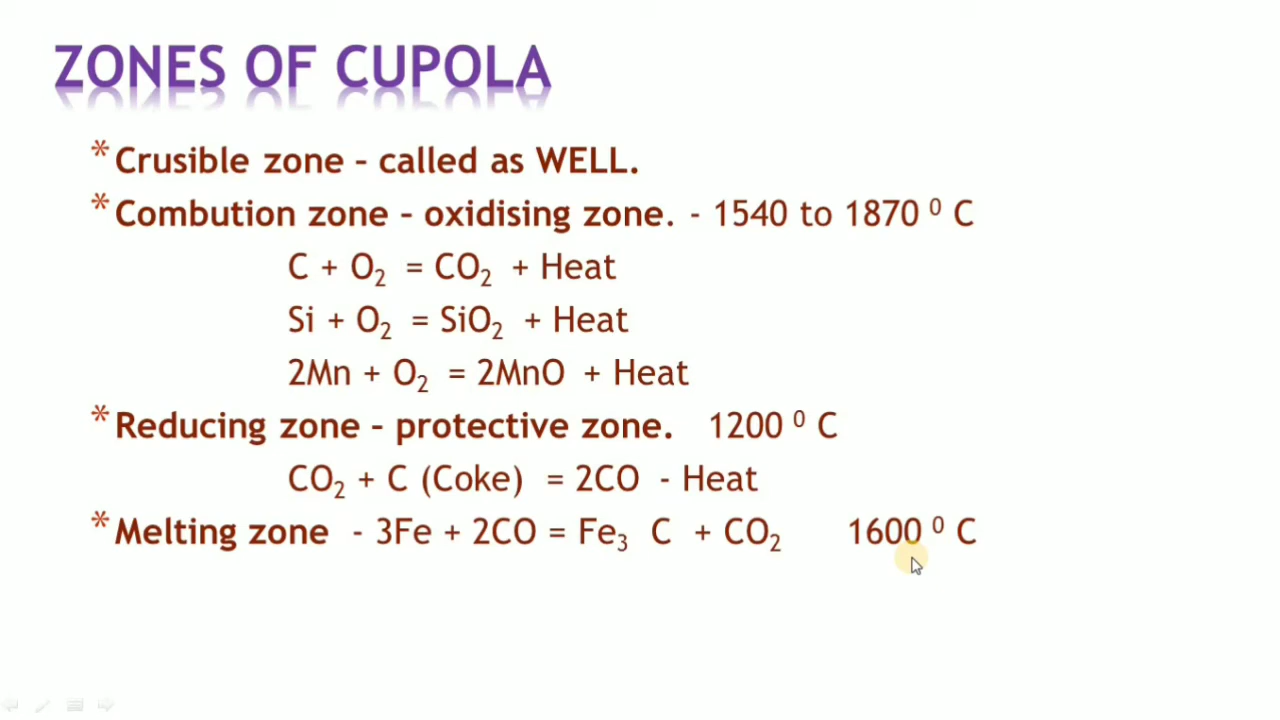 ZONES OF CUPOLA
* Crusible zone – called as WELL.
* Combution zone – oxidising zone. - 1540 to 1870 ⁰ C
C + O₂ = CO₂ + Heat
Si + O₂ = SiO₂ + Heat
2Mn + O₂ = 2MnO + Heat
* Reducing zone – protective zone. 1200 ⁰ C
CO₂ + C (Coke) = 2CO - Heat
* Melting zone - 3Fe + 2CO = Fe₃ C + CO₂ 1600 ⁰ C